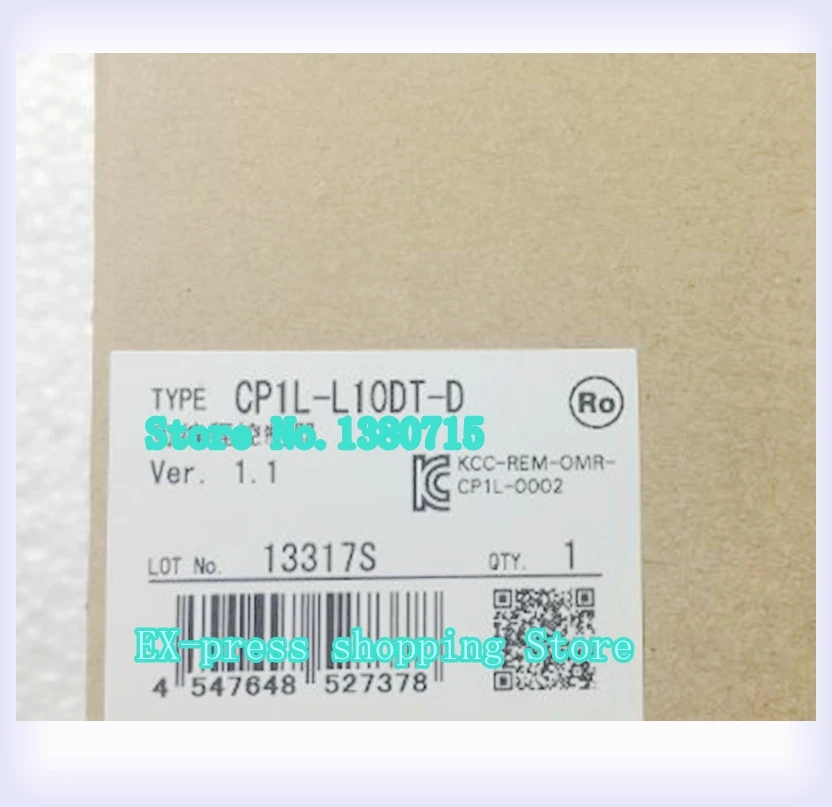 TYPE CP1L-L10DT-D
Ro
Store No. 1380715
Ver. 1.1
KCC-REM-OMR-
CP1L-0002
LOT No. 13317S QTY. 1
EX-press shopping Store
4 547648 527378